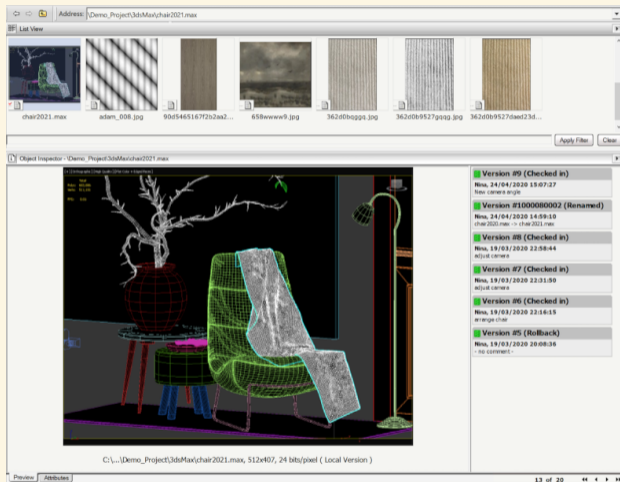 Address: \Demo_Project\3dsMax\chair2021.max
List View
chair2021.max
adam_008.jpg
90d5465167f2b2aa2...
658wwww9.jpg
362d0bqggq.jpg
362d0b9527gqqg.jpg
362d0b9527daed23d...
Apply Filter Clear
Object Inspector - \Demo_Project\3dsMax\chair2021.max
Version #9 (Checked in)
Nina, 24/04/2020 15:07:27
New camera angle
Version #1000080002 (Renamed)
Nina, 24/04/2020 14:59:10
chair2020.max -> chair2021.max
Version #8 (Checked in)
Nina, 19/03/2020 22:58:44
adjust camera
Version #7 (Checked in)
Nina, 19/03/2020 22:31:50
adjust camera
Version #6 (Checked in)
Nina, 19/03/2020 22:16:15
arrange chair
Version #5 (Rollback)
Nina, 19/03/2020 20:08:36
- no comment -
C:\...\Demo_Project\3dsMax\chair2021.max, 512x407, 24 bits/pixel ( Local Version )
Preview Attributes
13 of 20